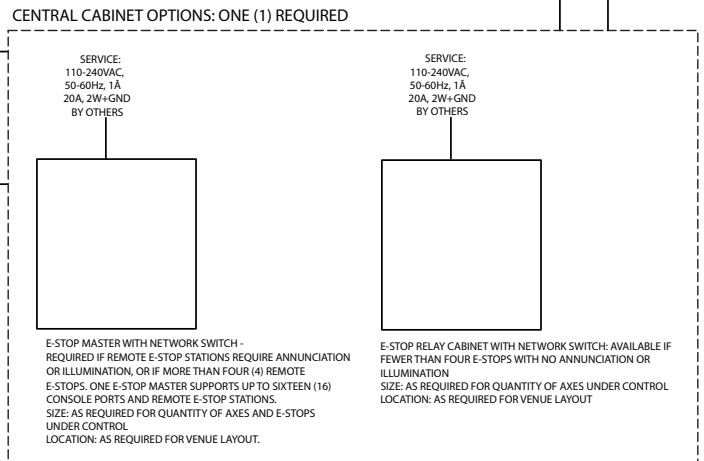 CENTRAL CABINET OPTIONS: ONE (1) REQUIRED
SERVICE:
110-240VAC,
50-60Hz, 1Ā
20A, 2W+GND
BY OTHERS
SERVICE:
110-240VAC,
50-60Hz, 1Ā
20A, 2W+GND
BY OTHERS
E-STOP MASTER WITH NETWORK SWITCH -
REQUIRED IF REMOTE E-STOP STATIONS REQUIRE ANNUNCIATION
OR ILLUMINATION, OR IF MORE THAN FOUR (4) REMOTE
E-STOPS. ONE E-STOP MASTER SUPPORTS UP TO SIXTEEN (16)
CONSOLE PORTS AND REMOTE E-STOP STATIONS.
SIZE: AS REQUIRED FOR QUANTITY OF AXES AND E-STOPS
UNDER CONTROL
LOCATION: AS REQUIRED FOR VENUE LAYOUT.
E-STOP RELAY CABINET WITH NETWORK SWITCH: AVAILABLE IF
FEWER THAN FOUR E-STOPS WITH NO ANNUNCIATION OR
ILLUMINATION
SIZE: AS REQUIRED FOR QUANTITY OF AXES UNDER CONTROL
LOCATION: AS REQUIRED FOR VENUE LAYOUT